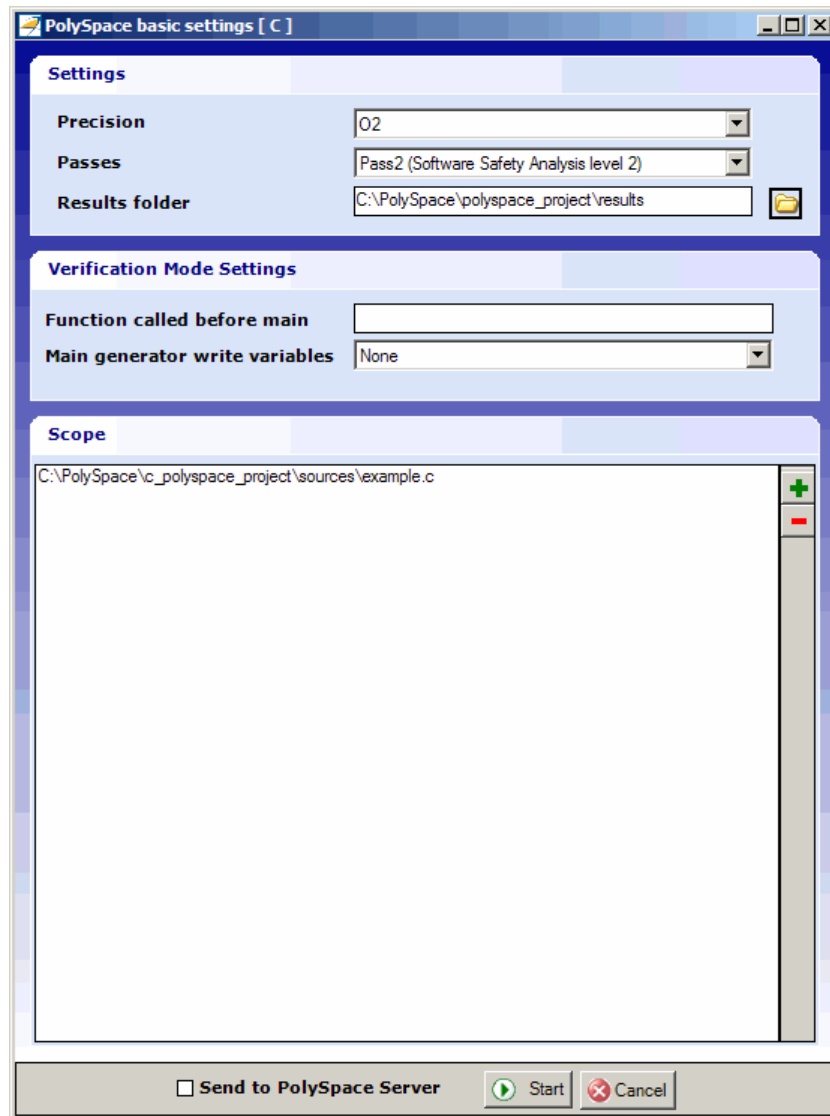 PolySpace basic settings [ C ]
Settings
Precision O2
Passes Pass2 (Software Safety Analysis level 2)
Results folder C:\PolySpace\polyspace_project\results
Verification Mode Settings
Function called before main
Main generator write variables None
Scope
C:\PolySpace\c_polyspace_project\sources\example.c
Send to PolySpace Server Start Cancel